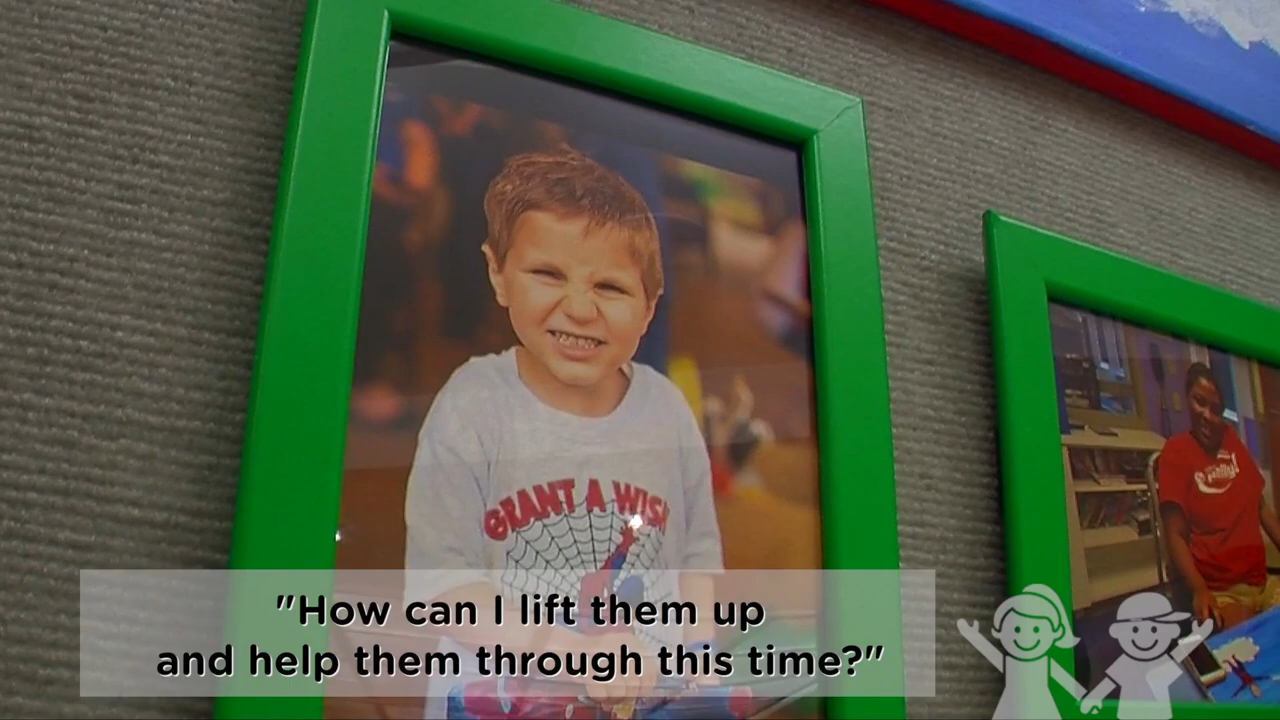 GRANT A WISH
"How can I lift them up
and help them through this time?"